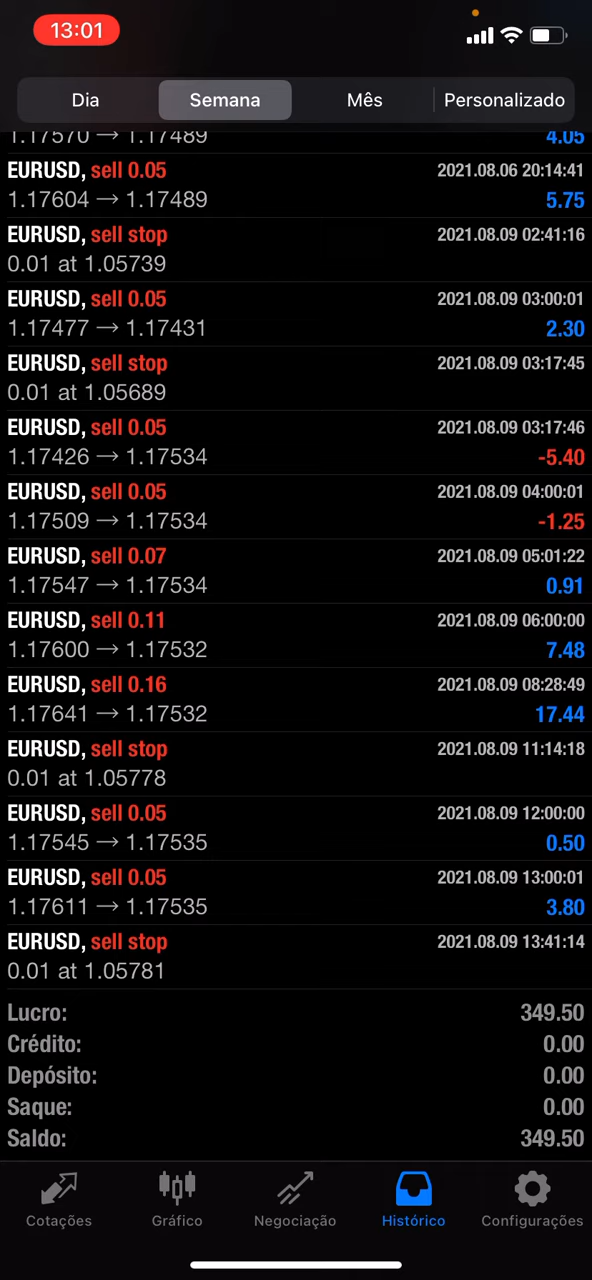 13:01
Dia Semana Mês Personalizado
1.17570 → 1.17489 4.05
EURUSD, sell 0.05 2021.08.06 20:14:41
1.17604 → 1.17489 5.75
EURUSD, sell stop 2021.08.09 02:41:16
0.01 at 1.05739
EURUSD, sell 0.05 2021.08.09 03:00:01
1.17477 → 1.17431 2.30
EURUSD, sell stop 2021.08.09 03:17:45
0.01 at 1.05689
EURUSD, sell 0.05 2021.08.09 03:17:46
1.17426 → 1.17534 -5.40
EURUSD, sell 0.05 2021.08.09 04:00:01
1.17509 → 1.17534 -1.25
EURUSD, sell 0.07 2021.08.09 05:01:22
1.17547 → 1.17534 0.91
EURUSD, sell 0.11 2021.08.09 06:00:00
1.17600 → 1.17532 7.48
EURUSD, sell 0.16 2021.08.09 08:28:49
1.17641 → 1.17532 17.44
EURUSD, sell stop 2021.08.09 11:14:18
0.01 at 1.05778
EURUSD, sell 0.05 2021.08.09 12:00:00
1.17545 → 1.17535 0.50
EURUSD, sell 0.05 2021.08.09 13:00:01
1.17611 → 1.17535 3.80
EURUSD, sell stop 2021.08.09 13:41:14
0.01 at 1.05781
Lucro: 349.50
Crédito: 0.00
Depósito: 0.00
Saque: 0.00
Saldo: 349.50
Cotações Gráfico Negociação Histórico Configurações